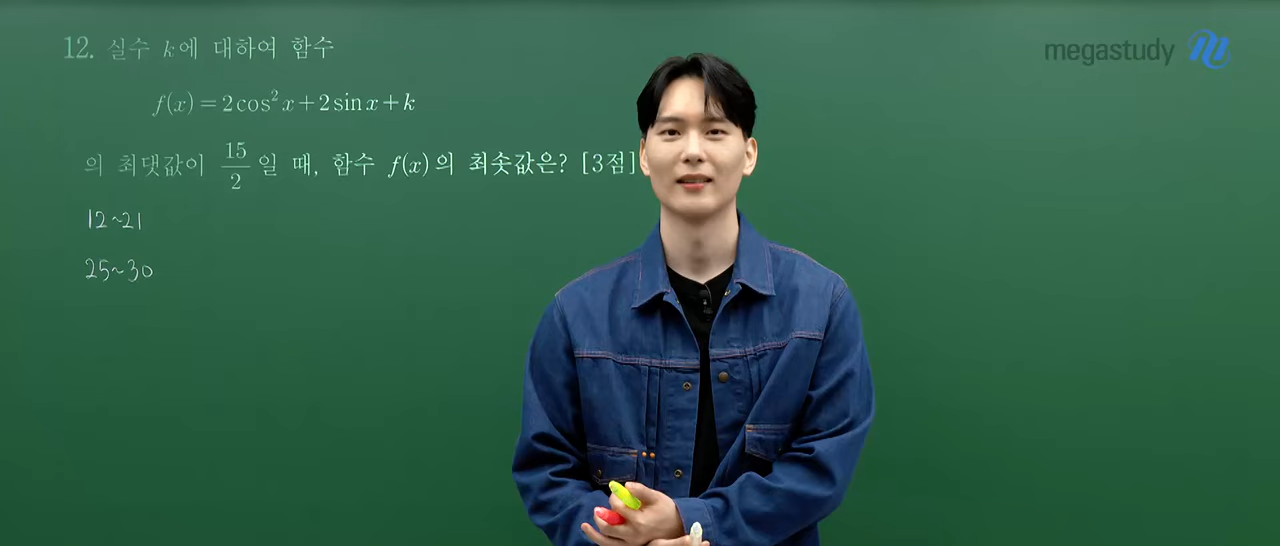 megastudy
12. 실수 k에 대하여 함수
f(x)=2cos²x+2sinx+k
의 최댓값이 15/2일 때, 함수 f(x)의 최솟값은? [3점]
12~21
25~30